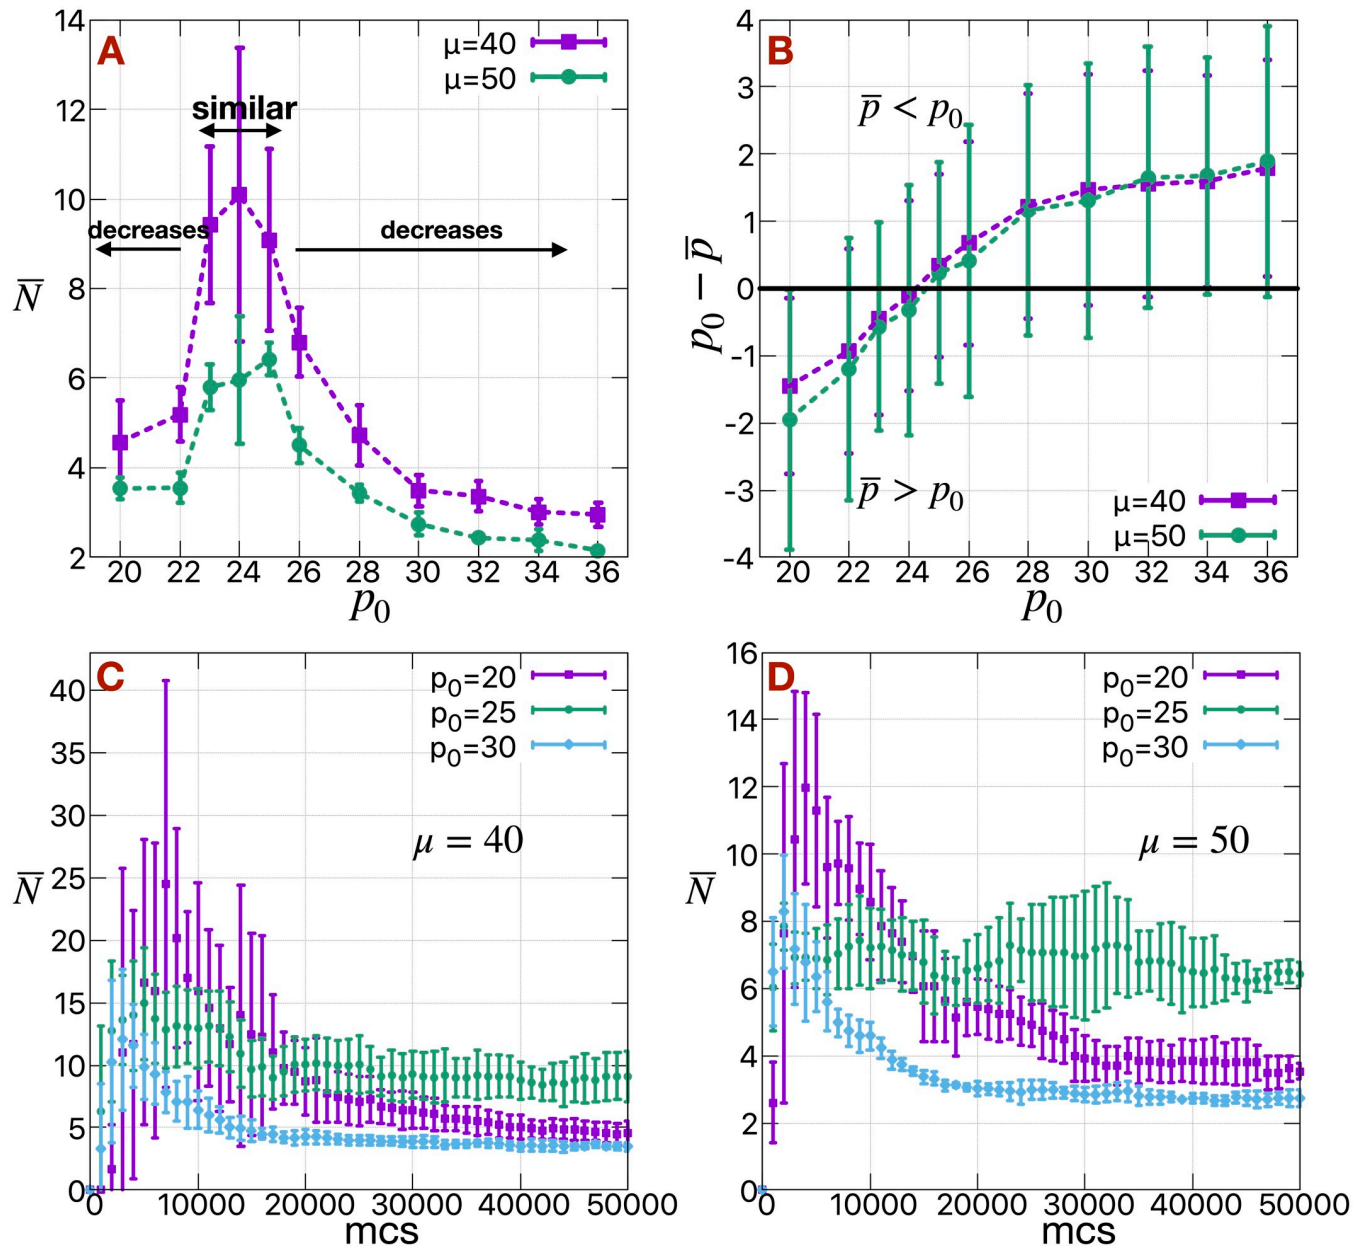 A
μ=40
μ=50
similar
decreases
decreases
N̅
14
12
10
8
6
4
2
20 22 24 26 28 30 32 34 36
p₀
B
p̅ < p₀
p̅ > p₀
μ=40
μ=50
p₀ − p̅
4
3
2
1
0
-1
-2
-3
-4
20 22 24 26 28 30 32 34 36
p₀
C
p₀=20
p₀=25
p₀=30
μ = 40
N̅
40
35
30
25
20
15
10
5
0
0 10000 20000 30000 40000 50000
mcs
D
p₀=20
p₀=25
p₀=30
μ = 50
N̅
16
14
12
10
8
6
4
2
0
0 10000 20000 30000 40000 50000
mcs